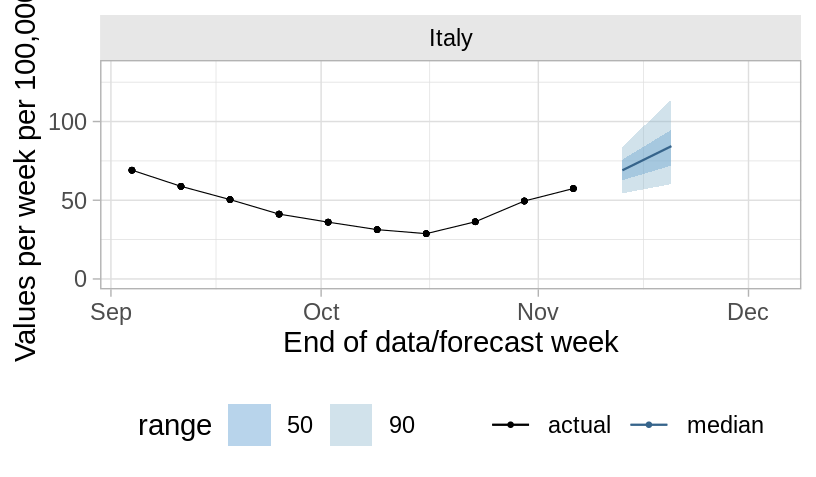 Italy
Values per week per 100,000
100
50
0
Sep Oct Nov Dec
End of data/forecast week
range 50 90 actual median